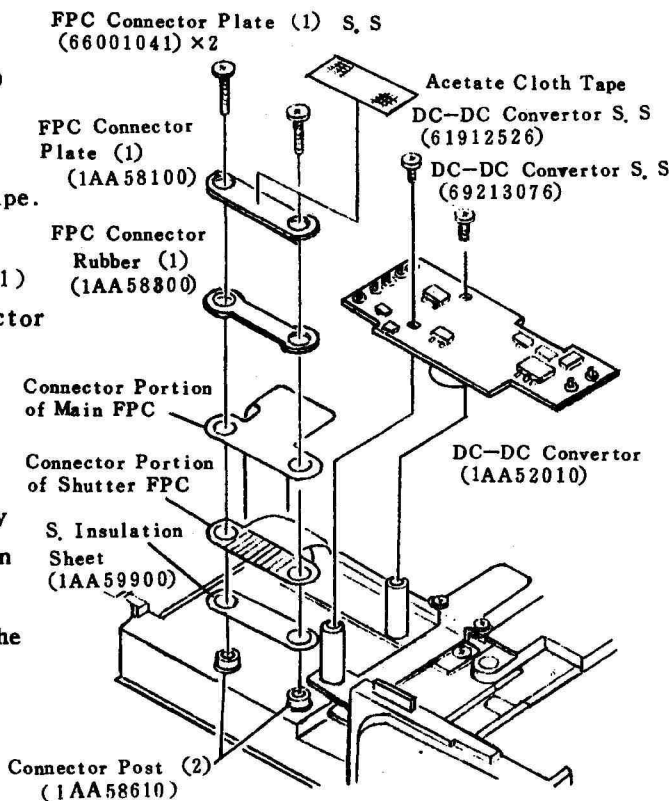 FPC Connector Plate (1) S. S
(66001041) ×2
Acetate Cloth Tape
DC-DC Convertor S. S
(61912526)
DC-DC Convertor S. S
(69213076)
FPC Connector
Plate (1)
(1AA58100)
ipe.
FPC Connector
Rubber (1)
(1AA58300)
1)
ctor
Connector Portion
of Main FPC
Connector Portion
of Shutter FPC
DC-DC Convertor
(1AA52010)
y
n
S. Insulation
Sheet
(1AA59900)
he
Connector Post (2)
(1AA58610)